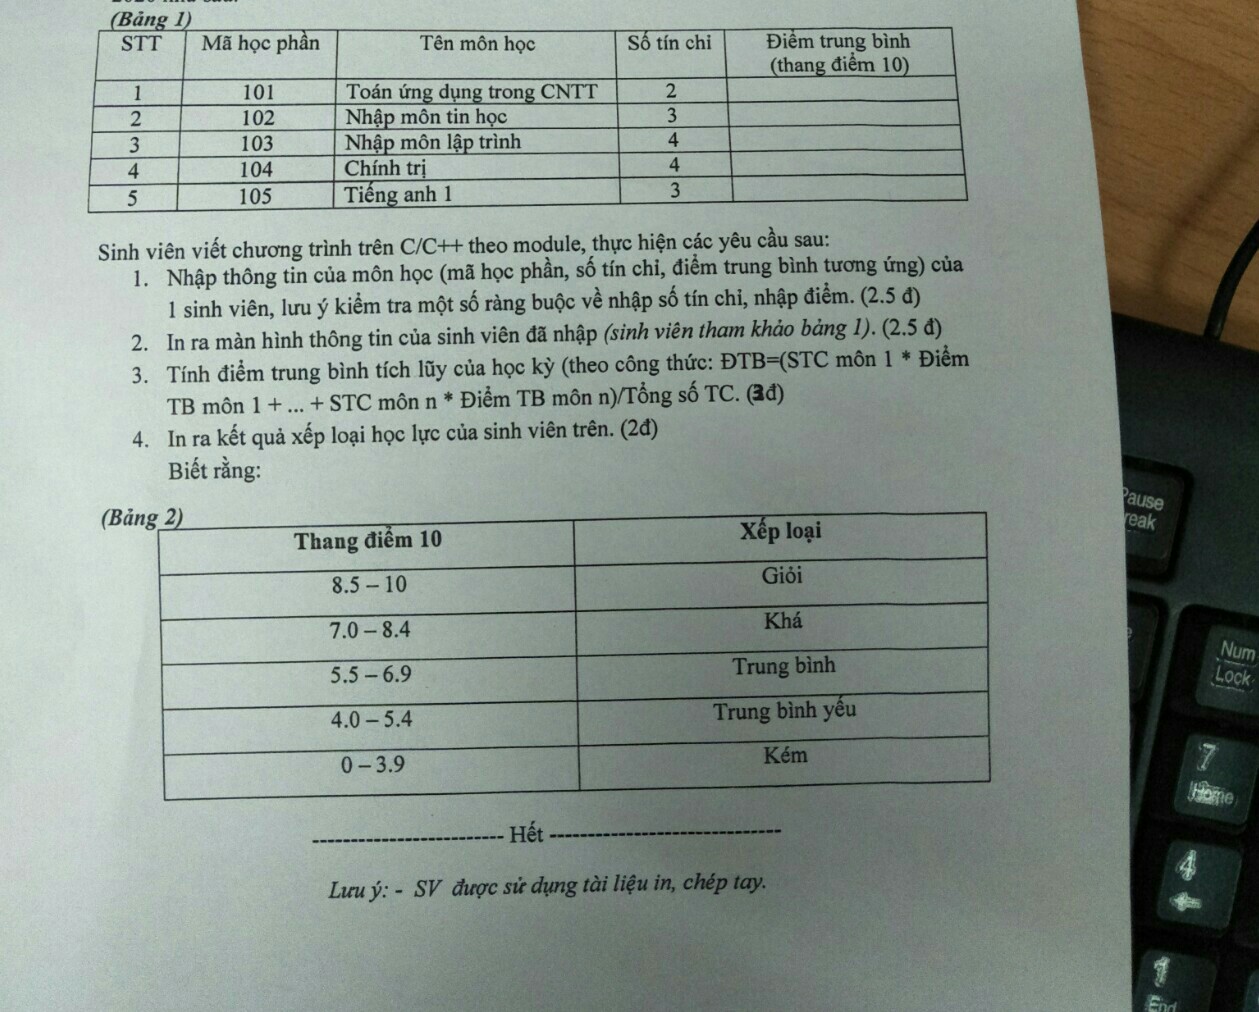 (Bảng 1)
STT Mã học phần Tên môn học Số tín chỉ Điểm trung bình
(thang điểm 10)
1 101 Toán ứng dụng trong CNTT 2
2 102 Nhập môn tin học 3
3 103 Nhập môn lập trình 4
4 104 Chính trị 4
5 105 Tiếng anh 1 3
Sinh viên viết chương trình trên C/C++ theo module, thực hiện các yêu cầu sau:
1. Nhập thông tin của môn học (mã học phần, số tín chỉ, điểm trung bình tương ứng) của
1 sinh viên, lưu ý kiểm tra một số ràng buộc về nhập số tín chỉ, nhập điểm. (2.5 đ)
2. In ra màn hình thông tin của sinh viên đã nhập (sinh viên tham khảo bảng 1). (2.5 đ)
3. Tính điểm trung bình tích lũy của học kỳ (theo công thức: ĐTB=(STC môn 1 * Điểm
TB môn 1 + ... + STC môn n * Điểm TB môn n)/Tổng số TC. (3đ)
4. In ra kết quả xếp loại học lực của sinh viên trên. (2đ)
Biết rằng:
(Bảng 2)
Thang điểm 10 Xếp loại
8.5 – 10 Giỏi
7.0 – 8.4 Khá
5.5 – 6.9 Trung bình
4.0 – 5.4 Trung bình yếu
0 – 3.9 Kém
------------------------- Hết ------------------------------
Lưu ý: - SV được sử dụng tài liệu in, chép tay.
Pause
Num
Lock
7
Home
4
1
End